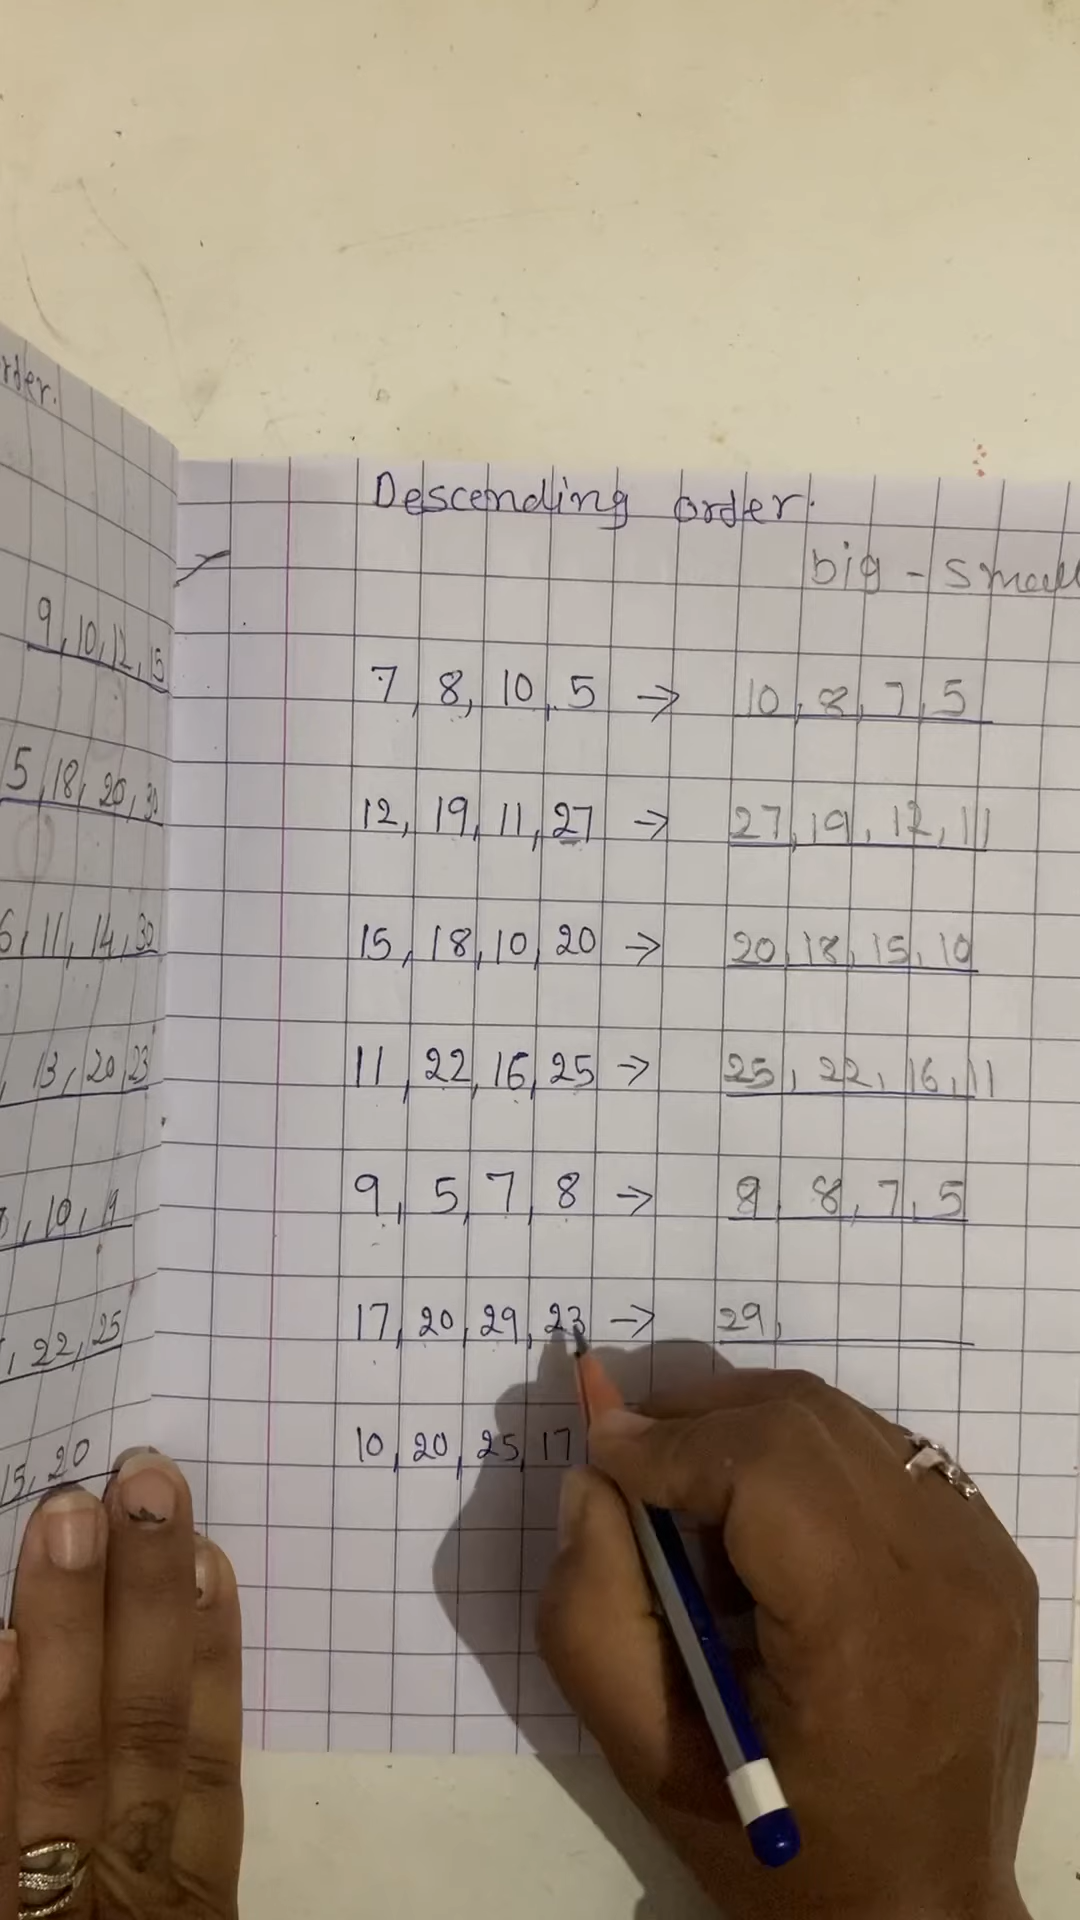 rder.
9, 10, 12, 15
5, 18, 20, 30
6, 11, 14, 30
, 13, 20, 23
, 10, 19
, 22, 25
15, 20
Descending order.
big - small
7, 8, 10, 5 → 10, 8, 7, 5
12, 19, 11, 27 → 27, 19, 12, 11
15, 18, 10, 20 → 20, 18, 15, 10
11, 22, 16, 25 → 25, 22, 16, 11
9, 5, 7, 8 → 9, 8, 7, 5
17, 20, 29, 23 → 29,
10, 20, 25, 17